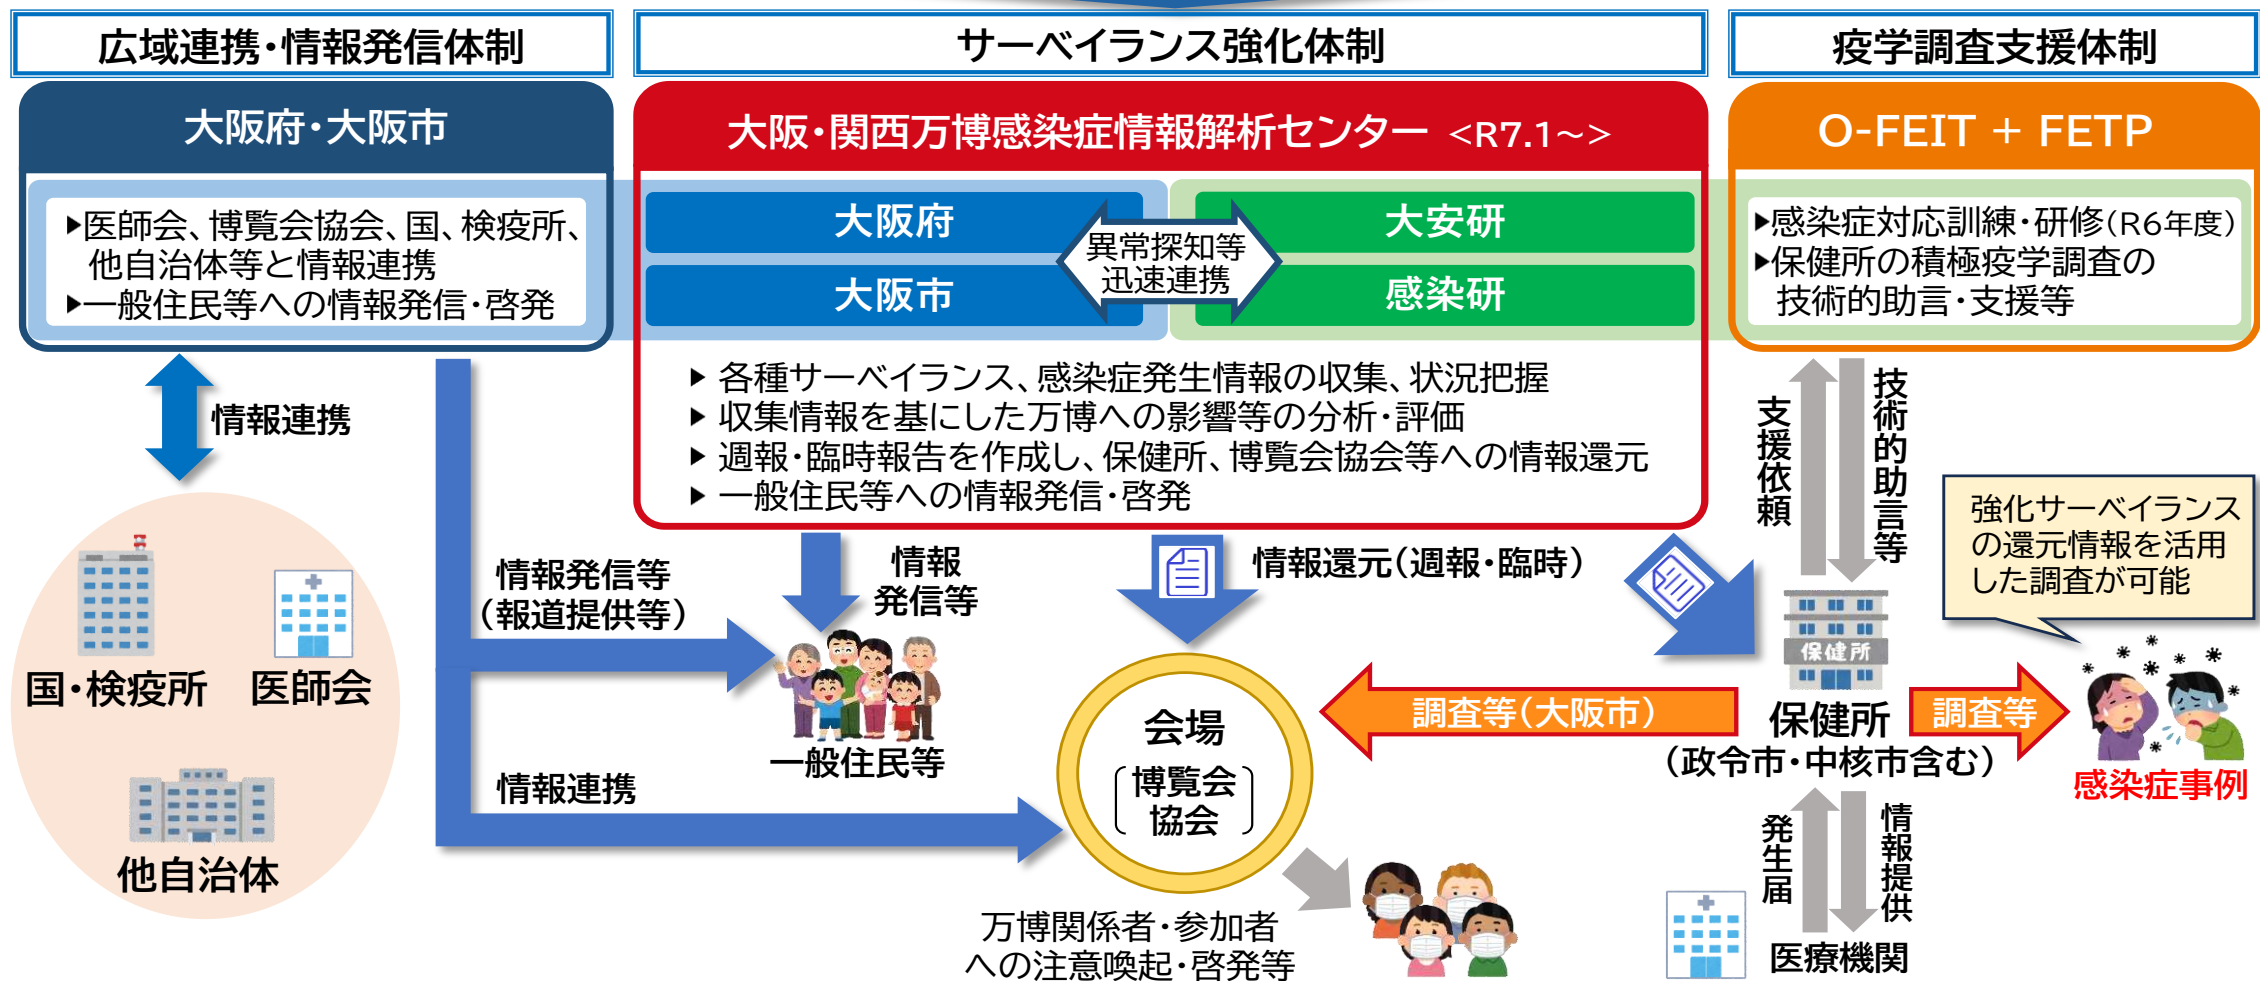 広域連携・情報発信体制
大阪府・大阪市
▶医師会、博覧会協会、国、検疫所、
他自治体等と情報連携
▶一般住民等への情報発信・啓発
サーベイランス強化体制
大阪・関西万博感染症情報解析センター <R7.1~>
大阪府
大阪市
異常探知等
迅速連携
大安研
感染研
▶ 各種サーベイランス、感染症発生情報の収集、状況把握
▶ 収集情報を基にした万博への影響等の分析・評価
▶ 週報・臨時報告を作成し、保健所、博覧会協会等への情報還元
▶ 一般住民等への情報発信・啓発
疫学調査支援体制
O-FEIT + FETP
▶感染症対応訓練・研修(R6年度)
▶保健所の積極疫学調査の
技術的助言・支援等
情報連携
国・検疫所
医師会
他自治体
情報発信等
(報道提供等)
情報連携
情報
発信等
一般住民等
情報還元(週報・臨時)
会場
博覧会
協会
万博関係者・参加者
への注意喚起・啓発等
支援依頼
技術的助言等
強化サーベイランス
の還元情報を活用
した調査が可能
保健所
調査等(大阪市)
保健所
(政令市・中核市含む)
調査等
感染症事例
発生届
情報提供
医療機関